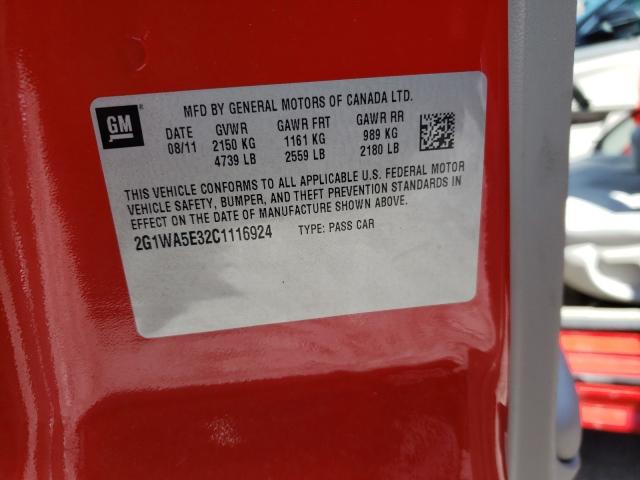 MFD BY GENERAL MOTORS OF CANADA LTD.
GM ®
DATE GVWR GAWR FRT GAWR RR
08/11 2150 KG 1161 KG 989 KG
4739 LB 2559 LB 2180 LB
THIS VEHICLE CONFORMS TO ALL APPLICABLE U.S. FEDERAL MOTOR
VEHICLE SAFETY, BUMPER, AND THEFT PREVENTION STANDARDS IN
EFFECT ON THE DATE OF MANUFACTURE SHOWN ABOVE.
2G1WA5E32C1116924 TYPE: PASS CAR